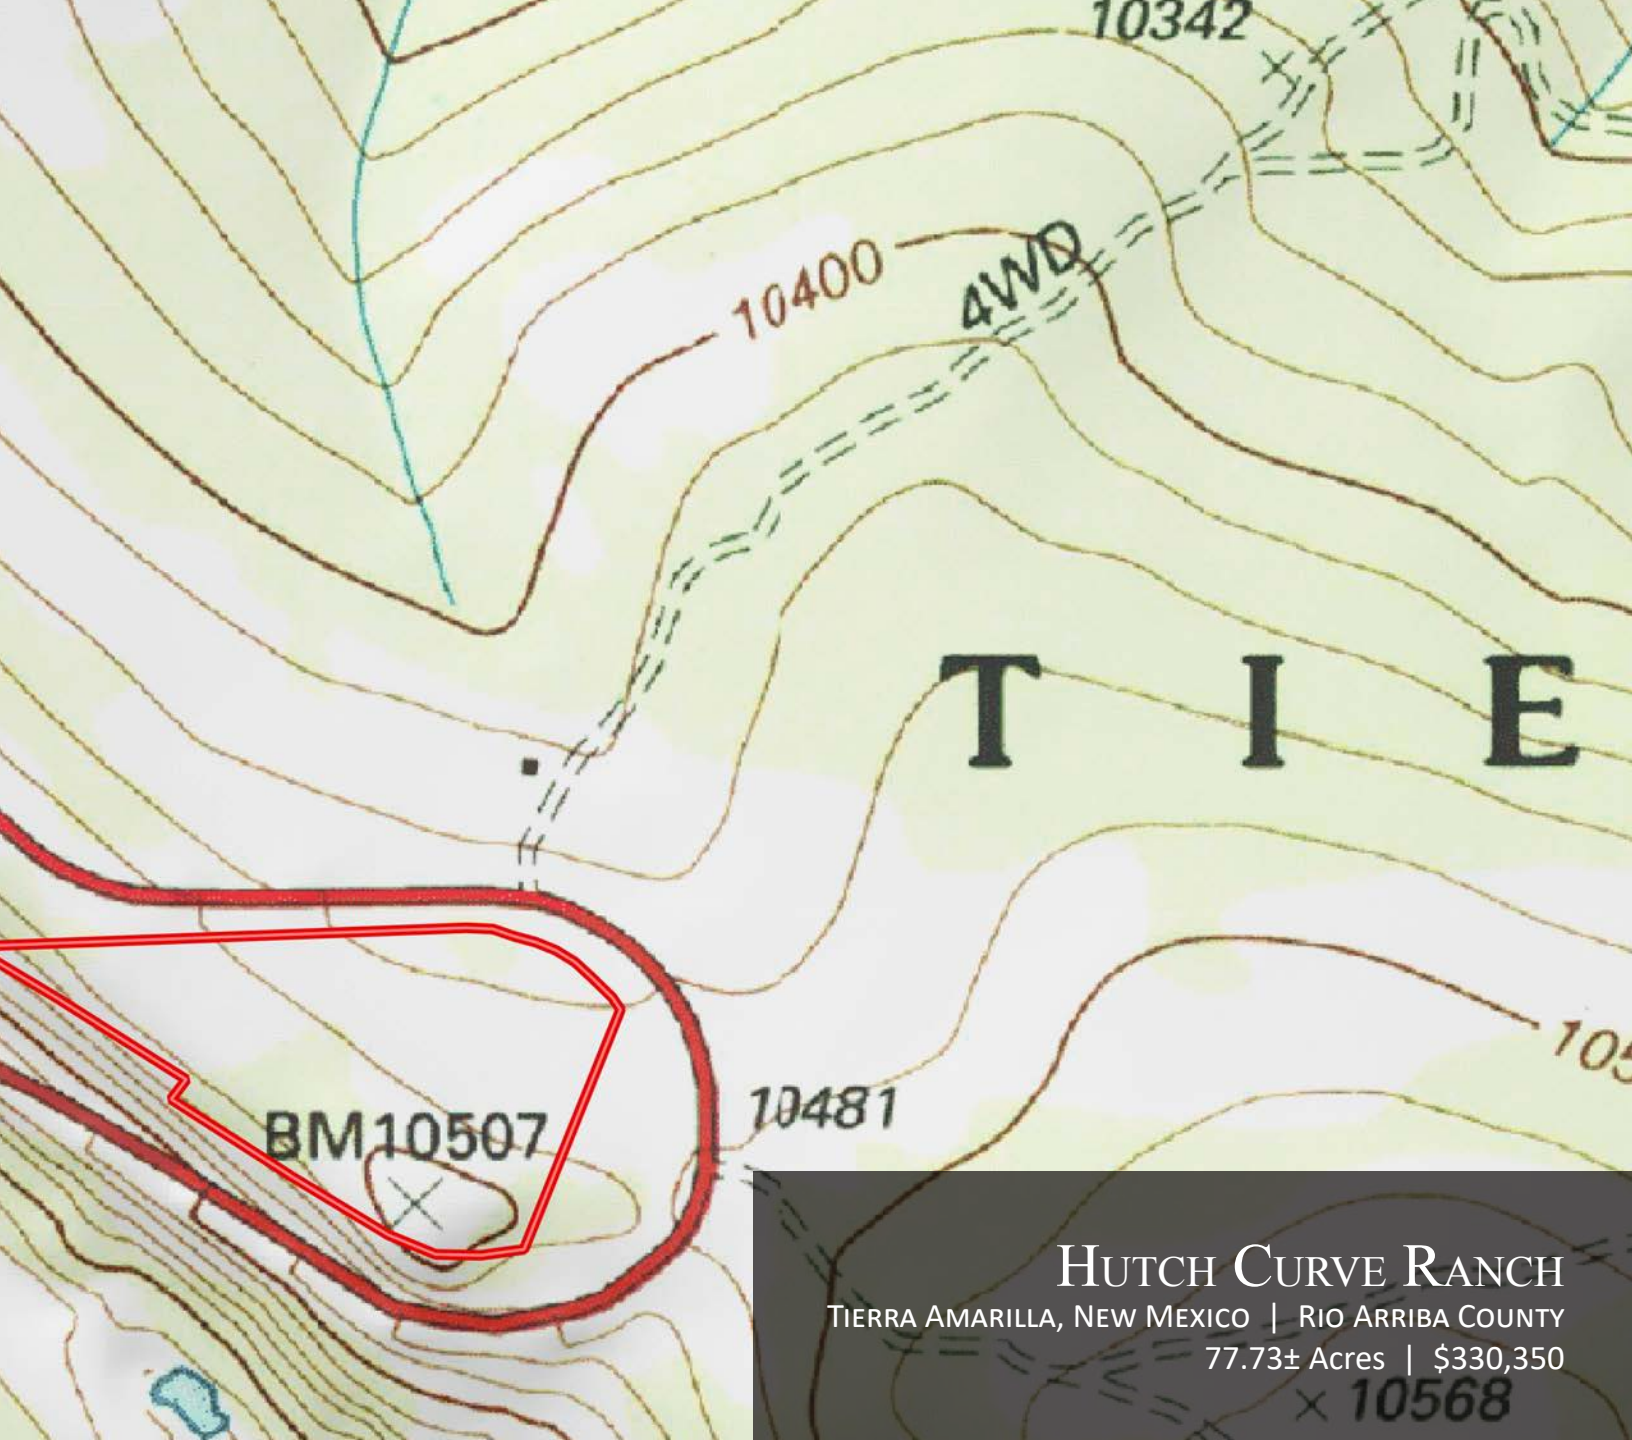 10342
4WD
10400
T I E
105
10481
BM10507
Hutch Curve Ranch
Tierra Amarilla, New Mexico | Rio Arriba County
77.73± Acres | $330,350
10568